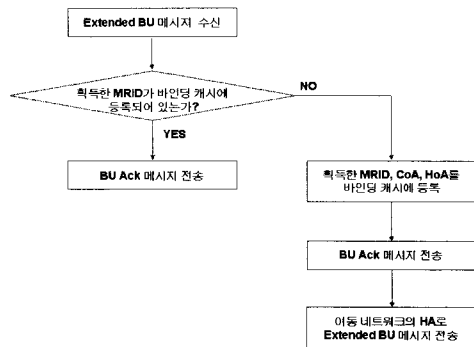 Extended BU 메시지 수신
획득한 MRID가 바인딩 캐시에
등록되어 있는가?
NO
YES
BU Ack 메시지 전송
획득한 MRID, CoA, HoA를
바인딩 캐시에 등록
BU Ack 메시지 전송
이동 네트워크의 HA로
Extended BU 메시지 전송